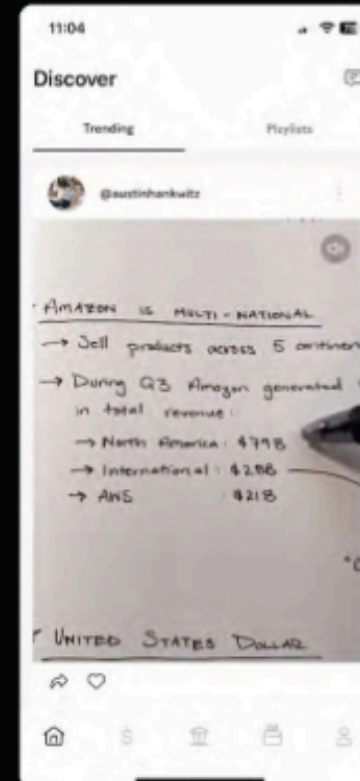 11:04
Discover
Trending Playlists
@austinhankwitz
AMAZON IS MULTI-NATIONAL
→ Sell products across 5
→ During Q3 Amazon generated
in total revenue:
→ North America: $79B
→ International: $28B
→ AWS : $21B
UNITED STATES DOLLAR